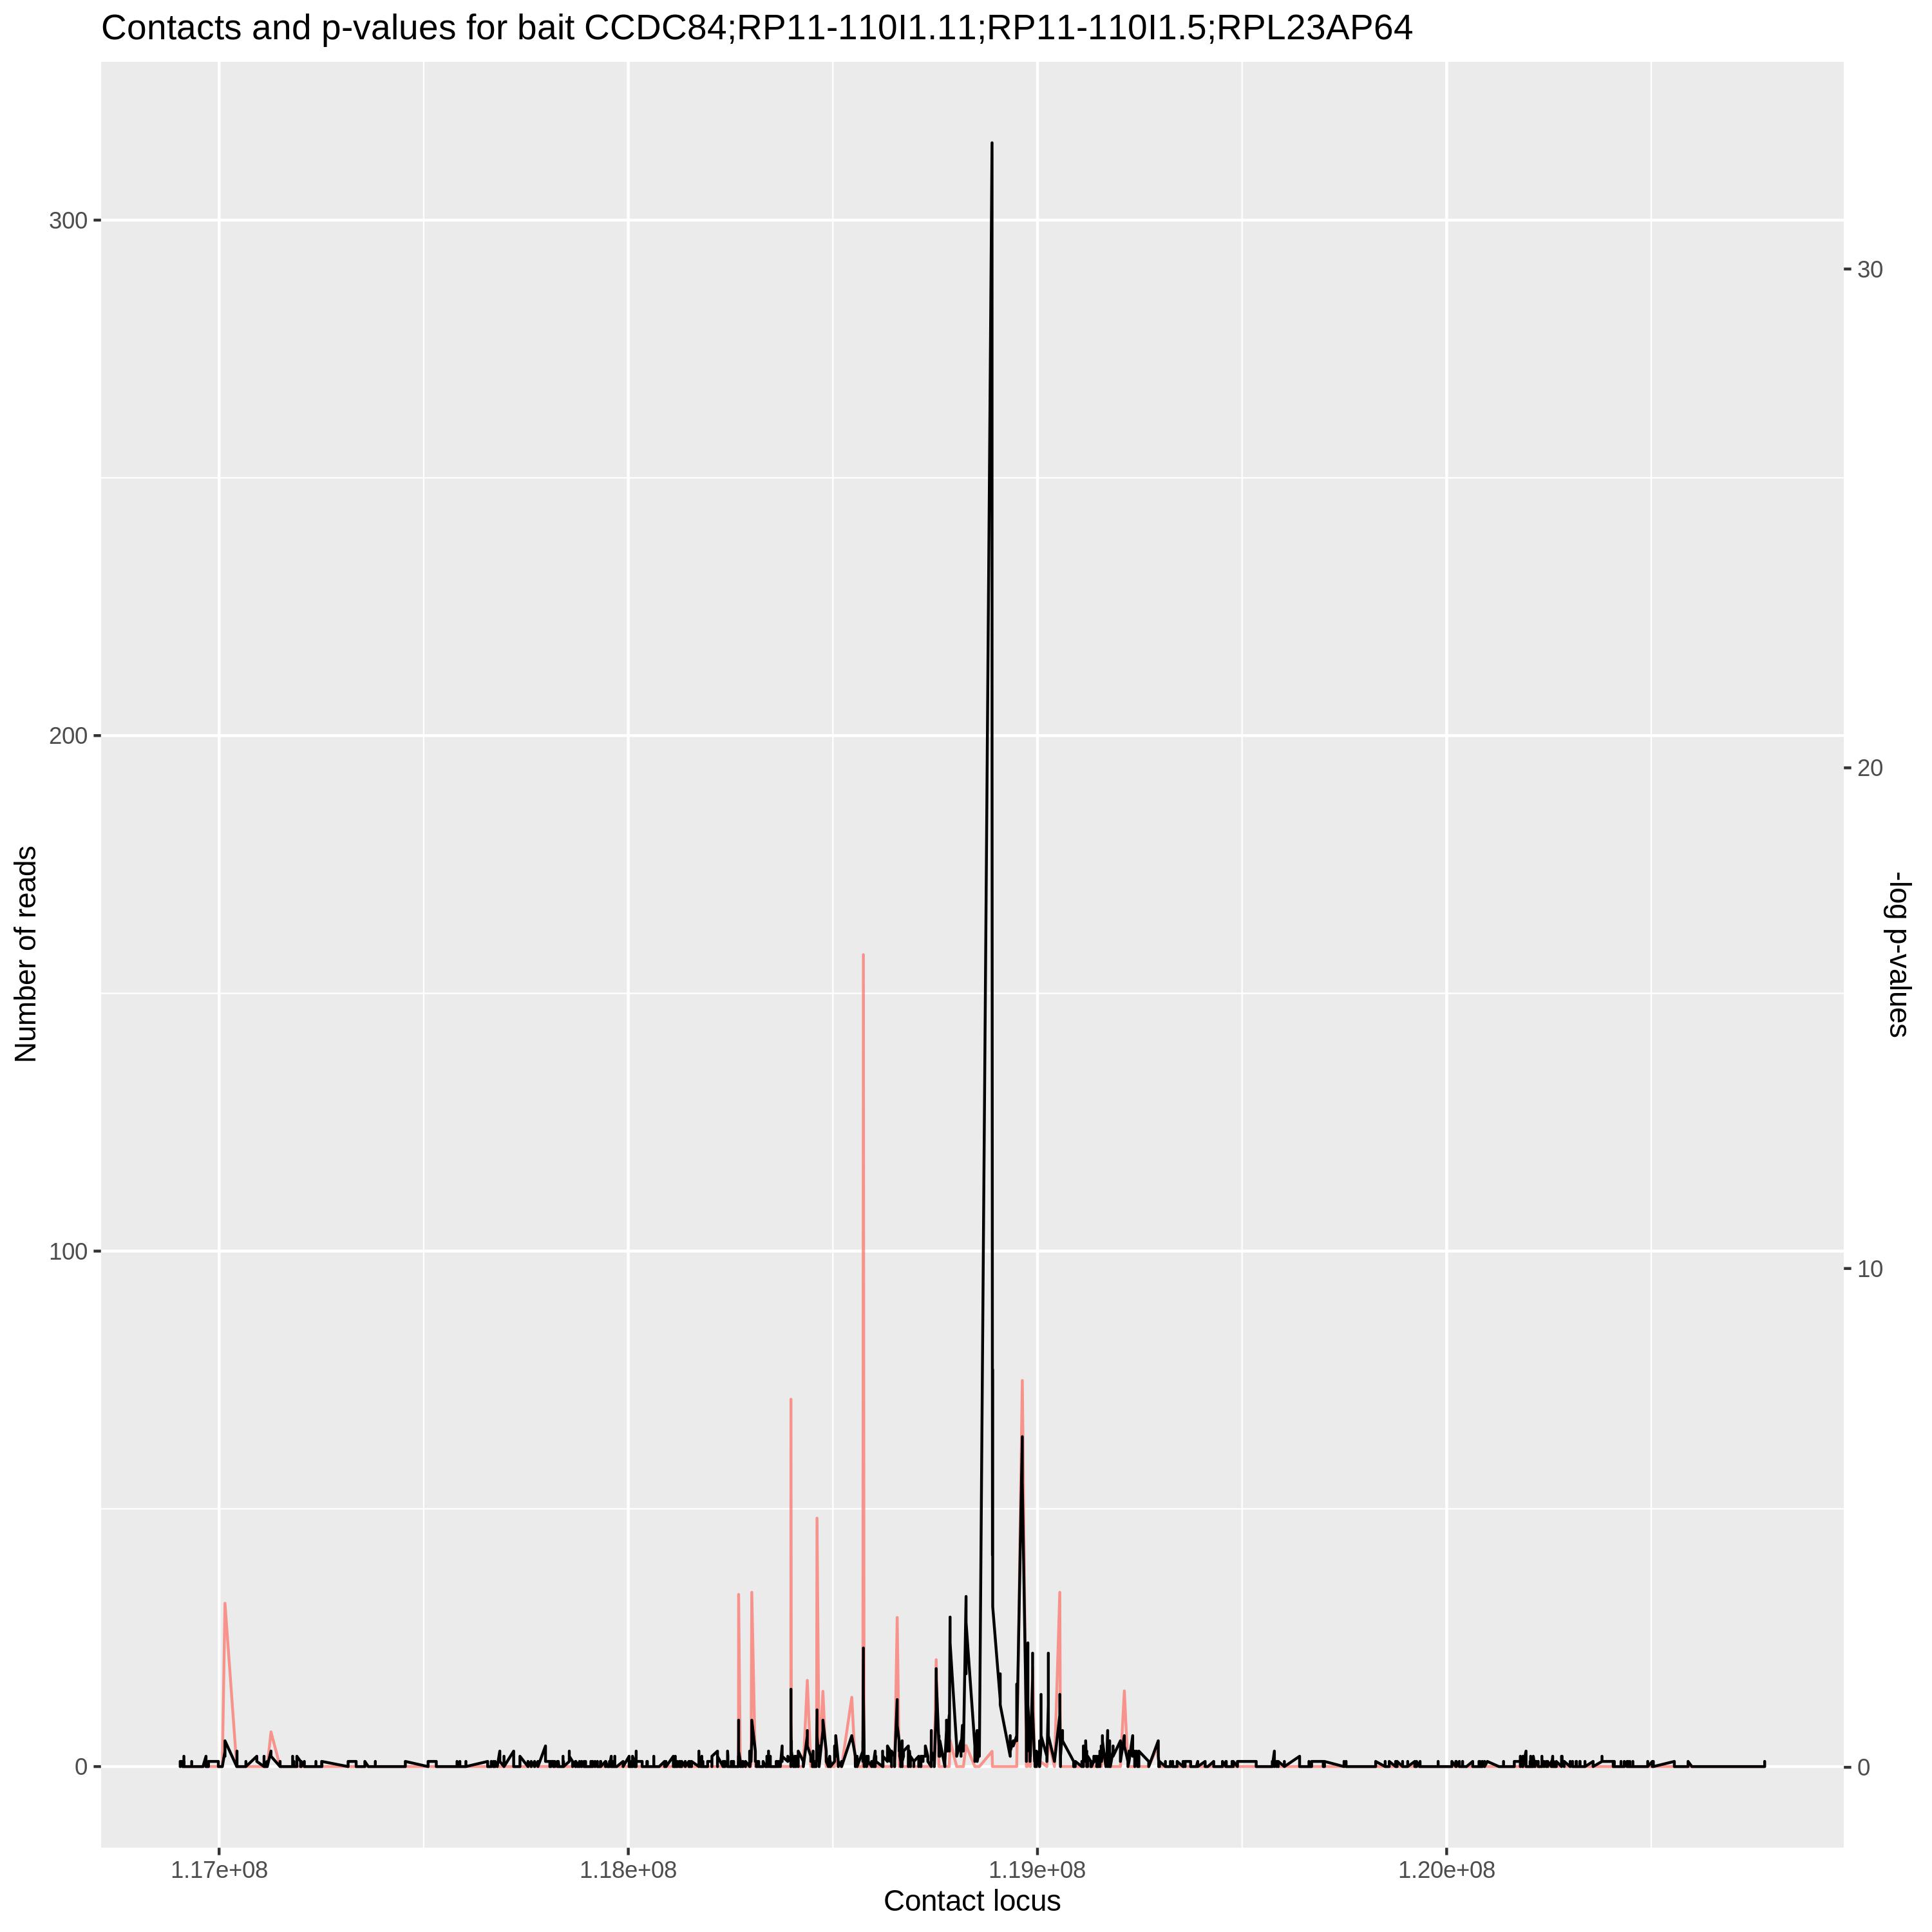 Contacts and p-values for bait CCDC84;RP11-110I1.11;RP11-110I1.5;RPL23AP64
300
200
100
0
Number of reads
30
20
10
0
-log p-values
1.17e+08
1.18e+08
1.19e+08
1.20e+08
Contact locus